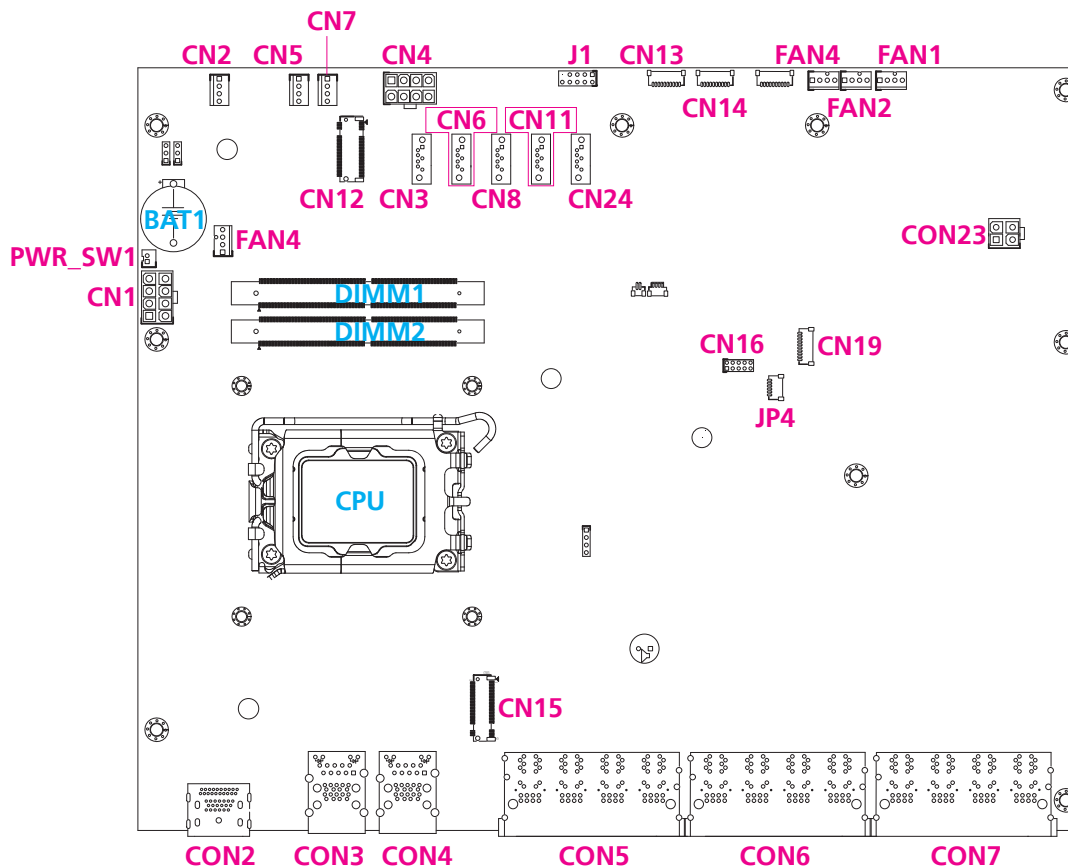 CN7
CN2
CN5
CN4
J1
CN13
FAN4
FAN1
CN14
FAN2
CN6
CN11
CN12
CN3
CN8
CN24
BAT1
FAN4
CON23
PWR_SW1
CN1
DIMM1
DIMM2
CN16
CN19
JP4
CPU
CN15
CON2
CON3
CON4
CON5
CON6
CON7